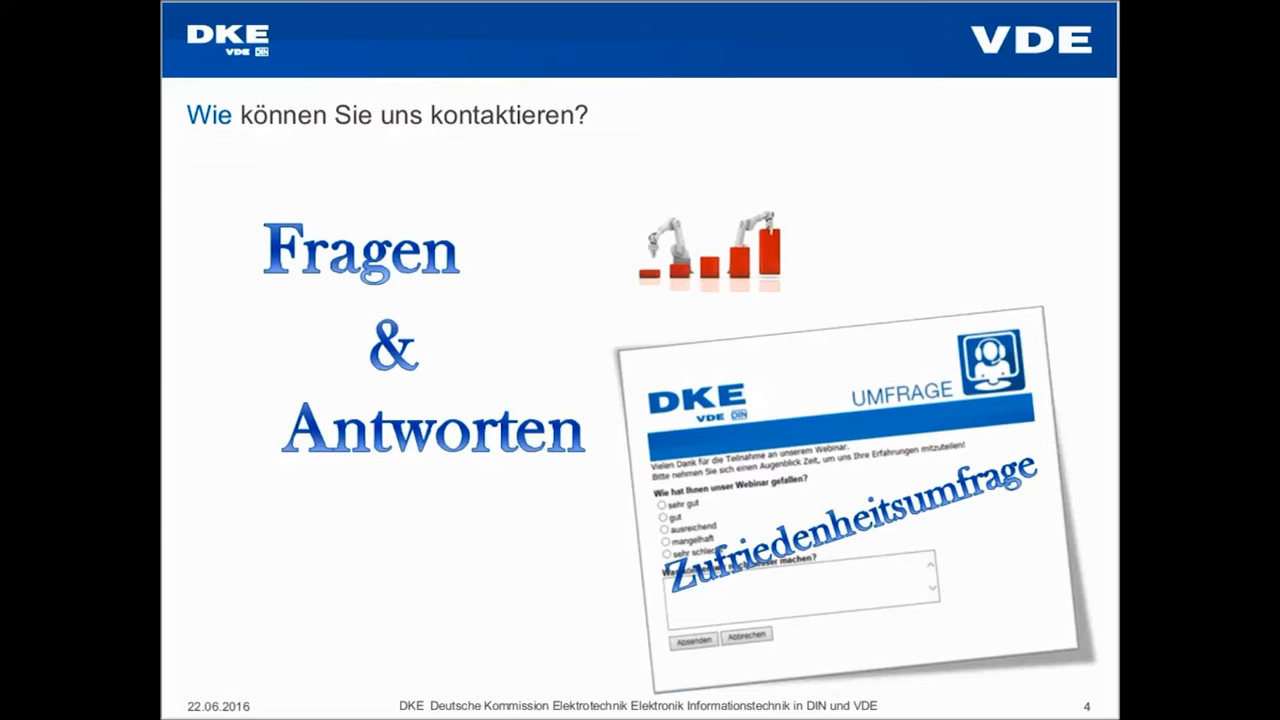 DKE
VDE DIN
VDE
Wie können Sie uns kontaktieren?
Fragen
&
Antworten
DKE
VDE DIN
UMFRAGE
Vielen Dank für die Teilnahme an unserem Webinar.
Bitte nehmen Sie sich einen Augenblick Zeit, um uns Ihre Erfahrungen mitzuteilen!
Wie hat Ihnen unser Webinar gefallen?
sehr gut
gut
ausreichend
mangelhaft
sehr
Zufriedenheitsumfrage
machen?
Absenden Abbrechen
22.06.2016
DKE Deutsche Kommission Elektrotechnik Elektronik Informationstechnik in DIN und VDE
4